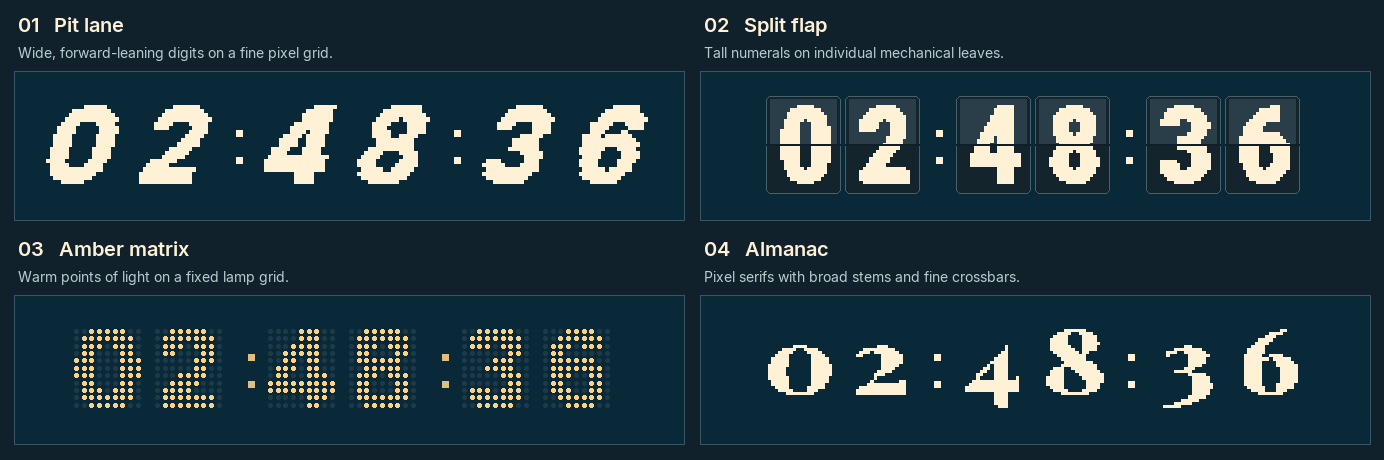 01 Pit lane
Wide, forward-leaning digits on a fine pixel grid.
02:48:36
02 Split flap
Tall numerals on individual mechanical leaves.
02:48:36
03 Amber matrix
Warm points of light on a fixed lamp grid.
02:48:36
04 Almanac
Pixel serifs with broad stems and fine crossbars.
02:48:36